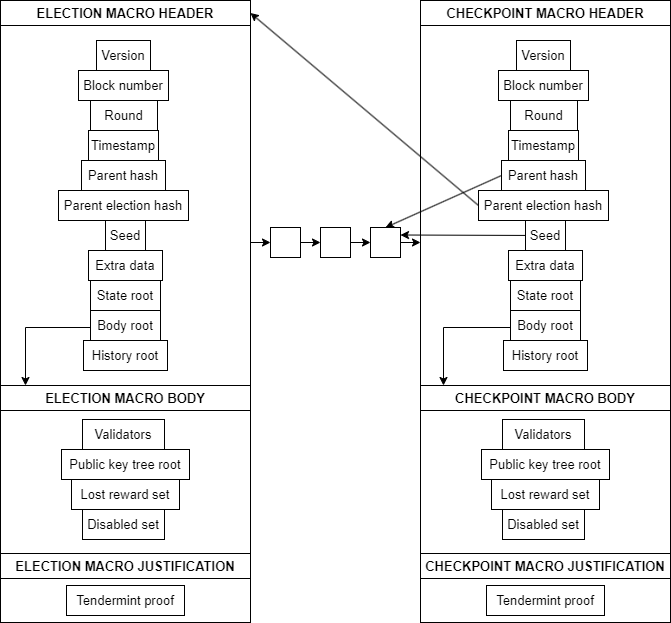 ELECTION MACRO HEADER
Version
Block number
Round
Timestamp
Parent hash
Parent election hash
Seed
Extra data
State root
Body root
History root
ELECTION MACRO BODY
Validators
Public key tree root
Lost reward set
Disabled set
ELECTION MACRO JUSTIFICATION
Tendermint proof
CHECKPOINT MACRO HEADER
Version
Block number
Round
Timestamp
Parent hash
Parent election hash
Seed
Extra data
State root
Body root
History root
CHECKPOINT MACRO BODY
Validators
Public key tree root
Lost reward set
Disabled set
CHECKPOINT MACRO JUSTIFICATION
Tendermint proof